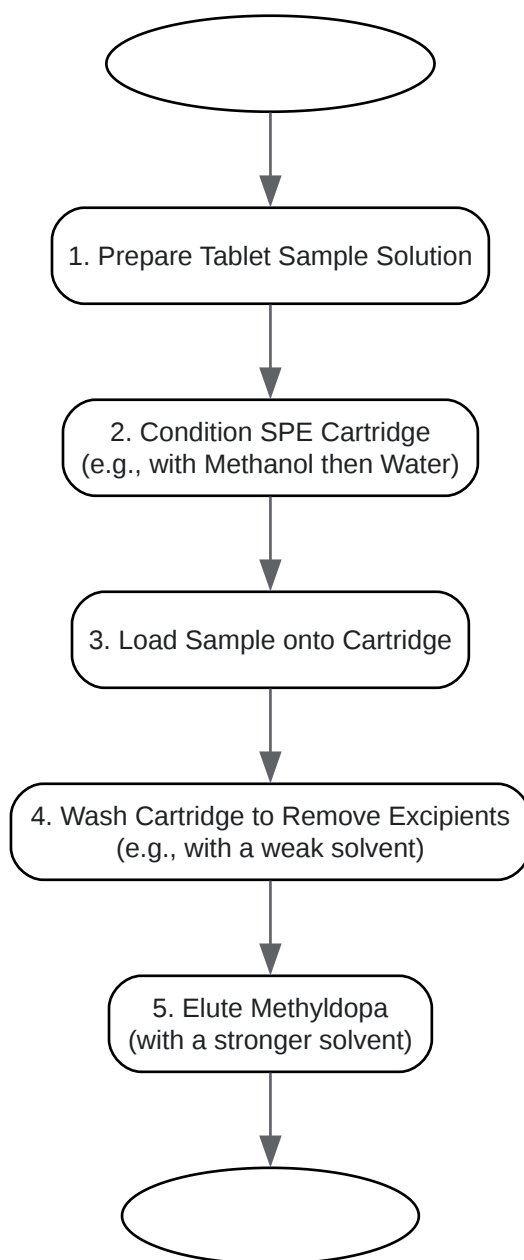 1. Prepare Tablet Sample Solution
2. Condition SPE Cartridge
(e.g., with Methanol then Water)
3. Load Sample onto Cartridge
4. Wash Cartridge to Remove Excipients
(e.g., with a weak solvent)
5. Elute Methyldopa
(with a stronger solvent)